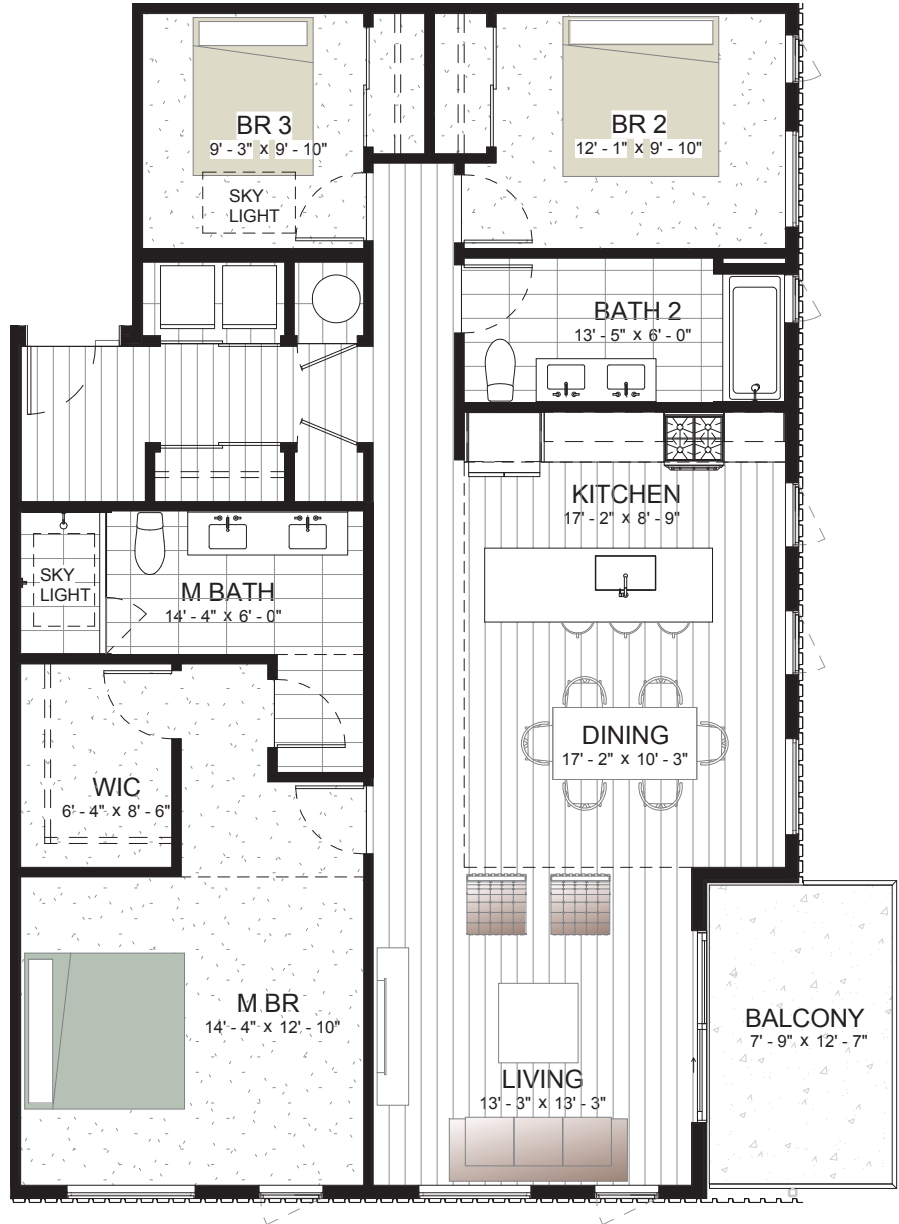 BR 3
9' - 3" x 9' - 10"
SKY
LIGHT
BR 2
12' - 1" x 9' - 10"
BATH 2
13' - 5" x 6' - 0"
KITCHEN
17' - 2" x 8' - 9"
SKY
LIGHT
M BATH
14' - 4" x 6' - 0"
DINING
17' - 2" x 10' - 3"
WIC
6' - 4" x 8' - 6"
M BR
14' - 4" x 12' - 10"
BALCONY
7' - 9" x 12' - 7"
LIVING
13' - 3" x 13' - 3"